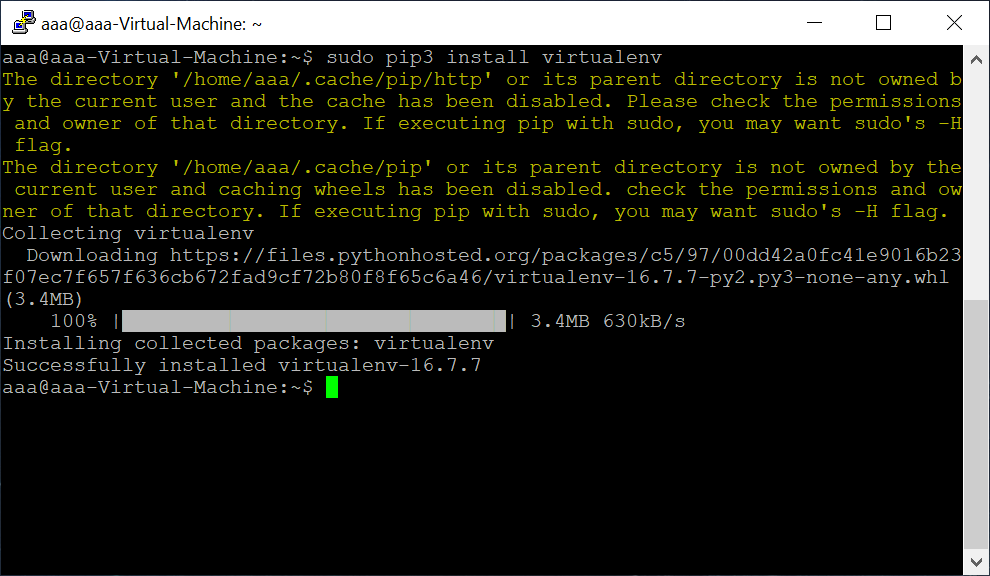 aaa@aaa-Virtual-Machine: ~
aaa@aaa-Virtual-Machine:~$ sudo pip3 install virtualenv
The directory '/home/aaa/.cache/pip/http' or its parent directory is not owned b
y the current user and the cache has been disabled. Please check the permissions
 and owner of that directory. If executing pip with sudo, you may want sudo's -H
 flag.
The directory '/home/aaa/.cache/pip' or its parent directory is not owned by the
 current user and caching wheels has been disabled. check the permissions and ow
ner of that directory. If executing pip with sudo, you may want sudo's -H flag.
Collecting virtualenv
  Downloading https://files.pythonhosted.org/packages/c5/97/00dd42a0fc41e9016b23
f07ec7f657f636cb672fad9cf72b80f8f65c6a46/virtualenv-16.7.7-py2.py3-none-any.whl
(3.4MB)
    100% |████████████████████████████████| 3.4MB 630kB/s
Installing collected packages: virtualenv
Successfully installed virtualenv-16.7.7
aaa@aaa-Virtual-Machine:~$